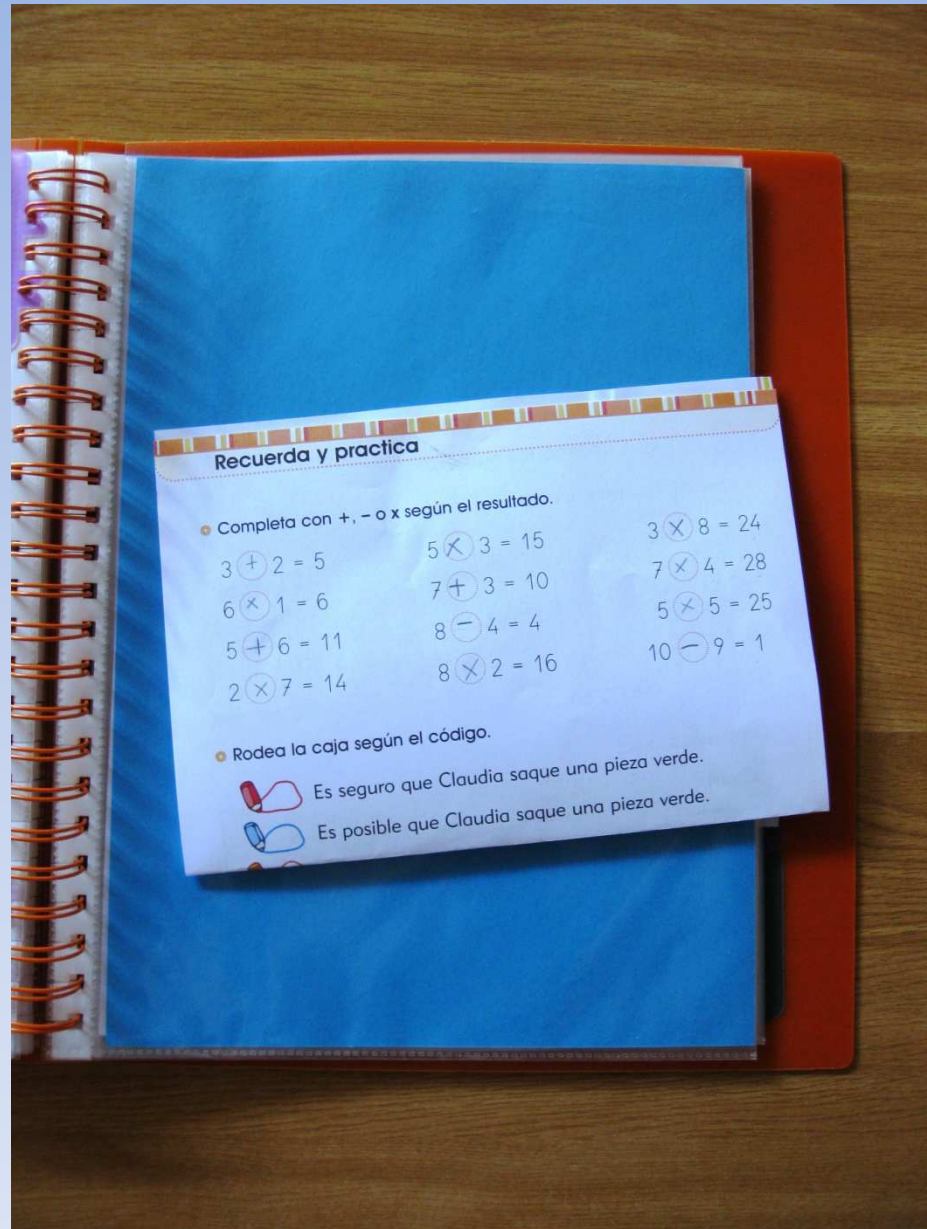 Recuerda y practica
Completa con +, – o x según el resultado.
3 + 2 = 5
6 x 1 = 6
5 + 6 = 11
2 x 7 = 14
5 x 3 = 15
7 + 3 = 10
8 – 4 = 4
8 x 2 = 16
3 x 8 = 24
7 x 4 = 28
5 x 5 = 25
10 – 9 = 1
Rodea la caja según el código.
Es seguro que Claudia saque una pieza verde.
Es posible que Claudia saque una pieza verde.